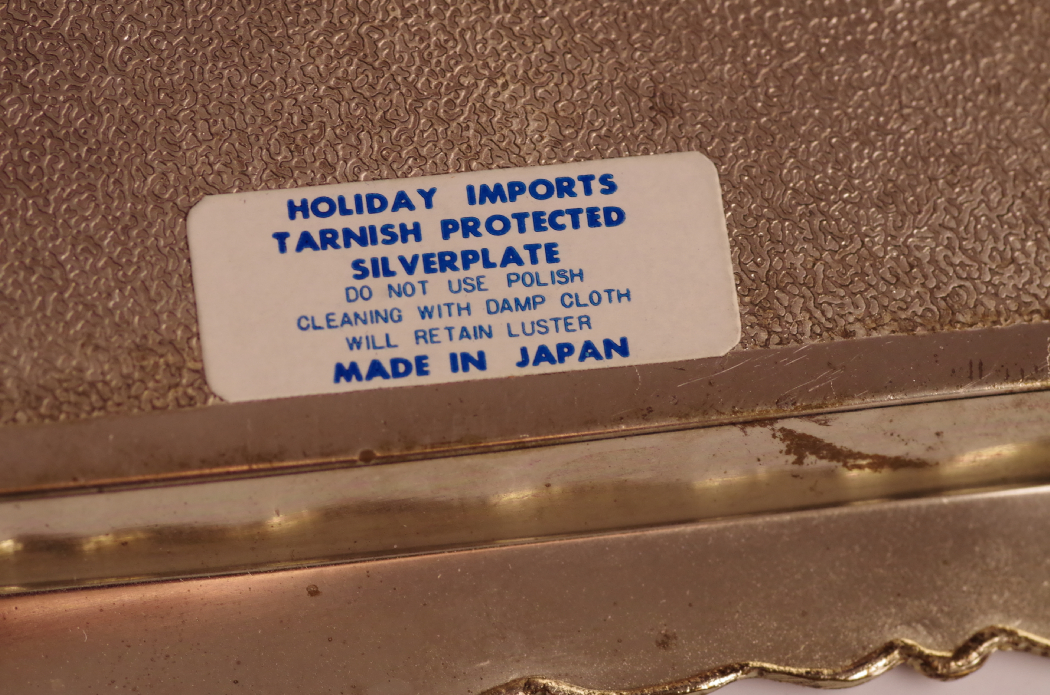 HOLIDAY IMPORTS
TARNISH PROTECTED
SILVERPLATE
DO NOT USE POLISH
CLEANING WITH DAMP CLOTH
WILL RETAIN LUSTER
MADE IN JAPAN